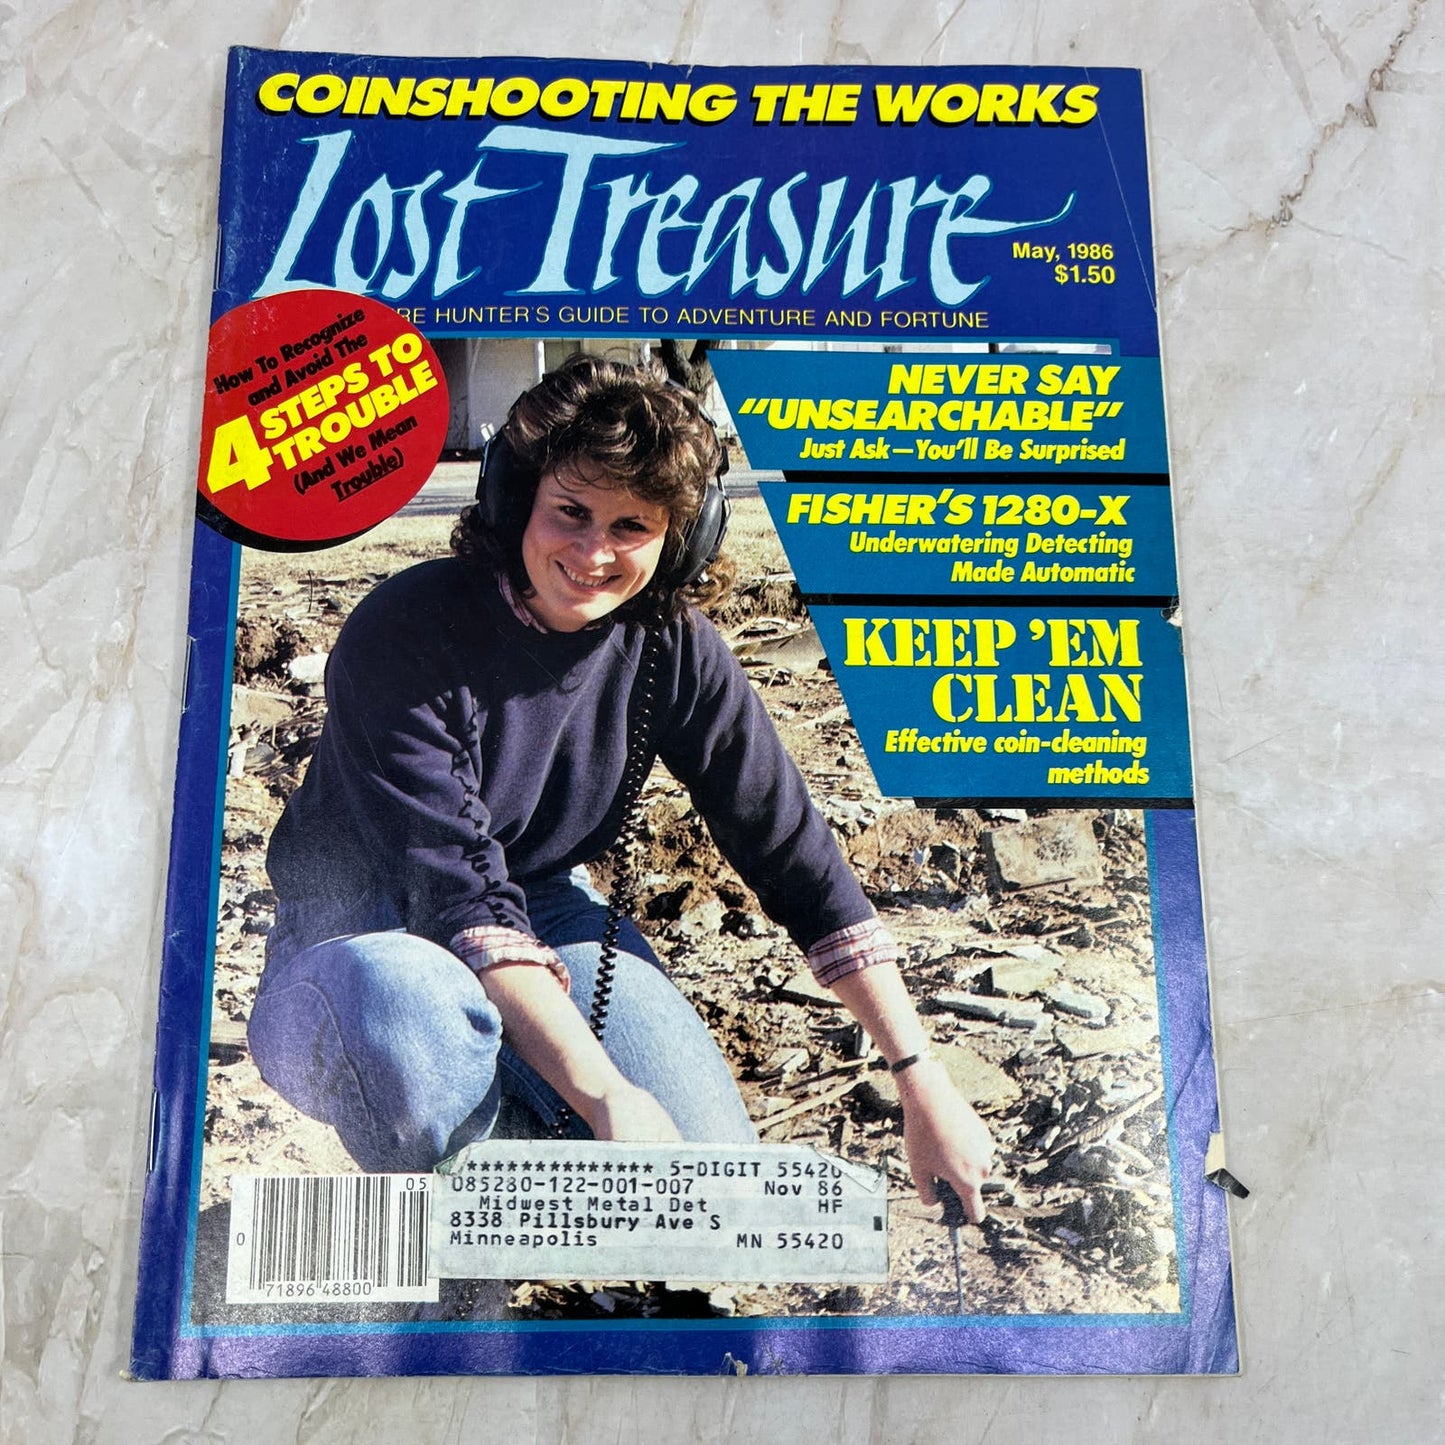 COINSHOOTING THE WORKS
Lost Treasure
May, 1986
$1.50
RE HUNTER'S GUIDE TO ADVENTURE AND FORTUNE
How To Recognize
and Avoid The
4 STEPS TO
TROUBLE
(And We Mean
Trouble)
NEVER SAY
"UNSEARCHABLE"
Just Ask—You'll Be Surprised
FISHER'S 1280-X
Underwatering Detecting
Made Automatic
KEEP 'EM
CLEAN
Effective coin-cleaning
methods
************** 5-DIGIT 55420
085280-122-001-007 Nov 86
Midwest Metal Det HF
8338 Pillsbury Ave S
Minneapolis MN 55420
05
0 71896 48800